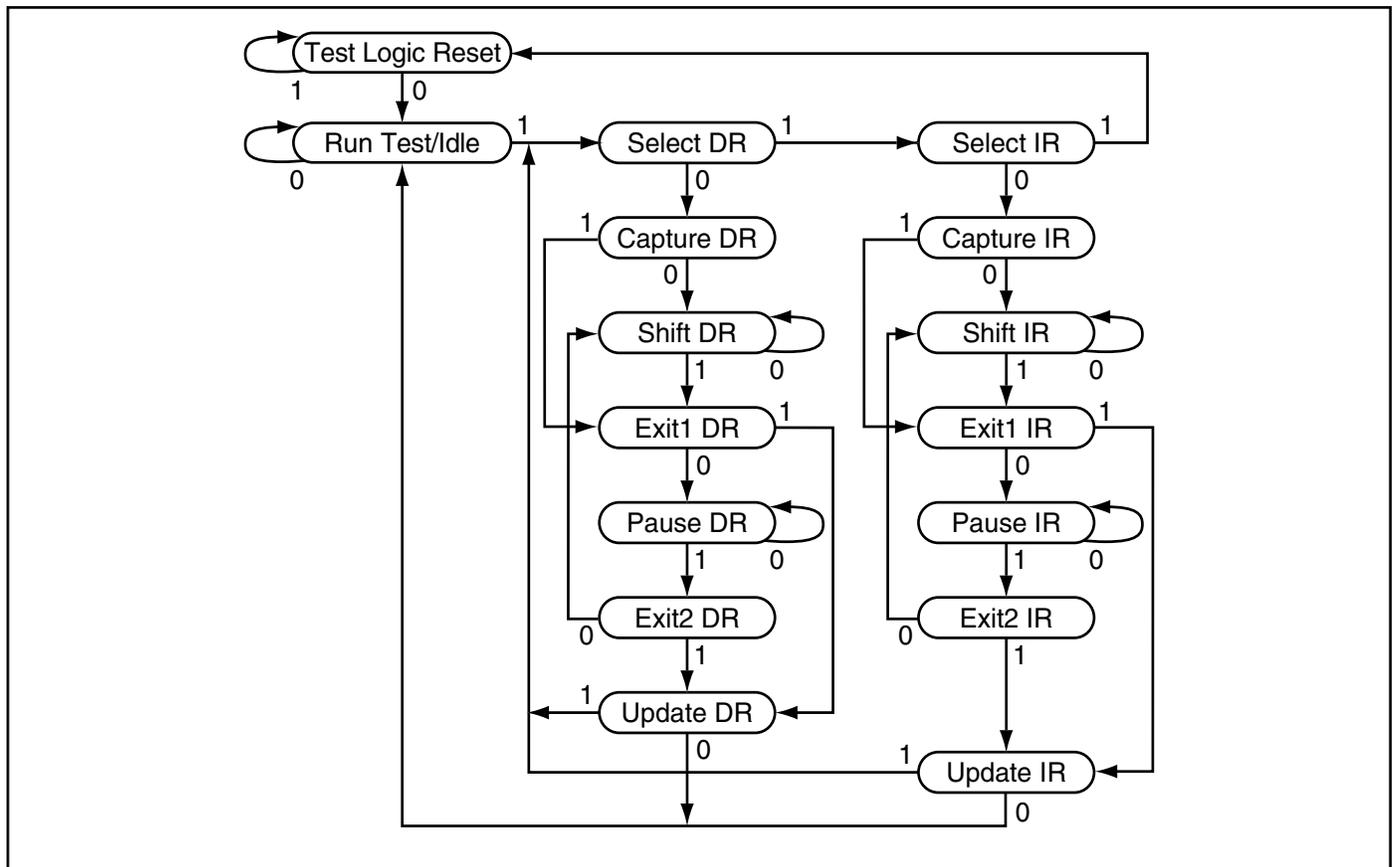 Test Logic Reset
1 0
Run Test/Idle 1 Select DR 1 Select IR 1
0 0 0
1 Capture DR 1 Capture IR
0 0
Shift DR Shift IR
1 0 1 0
Exit1 DR 1 Exit1 IR 1
0 0
Pause DR Pause IR
1 0 1 0
Exit2 DR Exit2 IR
0 1 0 1
1 Update DR
0
1 Update IR
0